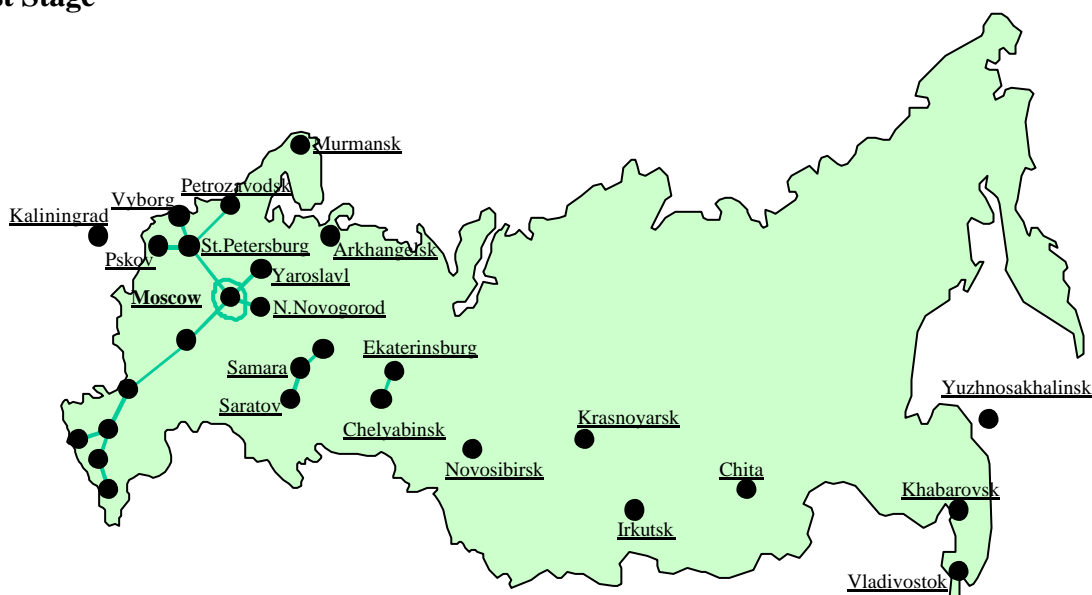 Stage
Murmansk
Petrozavodsk
Vyborg
Kaliningrad
St.Petersburg
Arkhangelsk
Pskov
Yaroslavl
Moscow
N.Novogorod
Ekaterinsburg
Samara
Yuzhnosakhalinsk
Saratov
Krasnoyarsk
Chelyabinsk
Novosibirsk
Chita
Khabarovsk
Irkutsk
Vladivostok